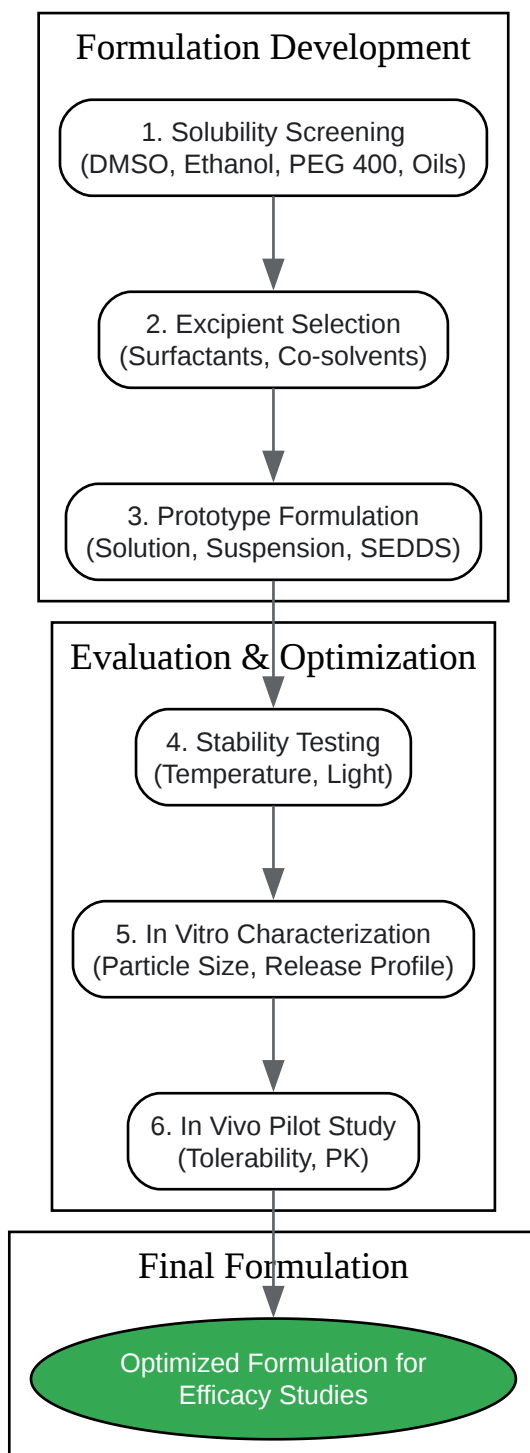 Formulation Development
1. Solubility Screening
(DMSO, Ethanol, PEG 400, Oils)
2. Excipient Selection
(Surfactants, Co-solvents)
3. Prototype Formulation
(Solution, Suspension, SEDDS)
Evaluation & Optimization
4. Stability Testing
(Temperature, Light)
5. In Vitro Characterization
(Particle Size, Release Profile)
6. In Vivo Pilot Study
(Tolerability, PK)
Final Formulation
Optimized Formulation for
Efficacy Studies